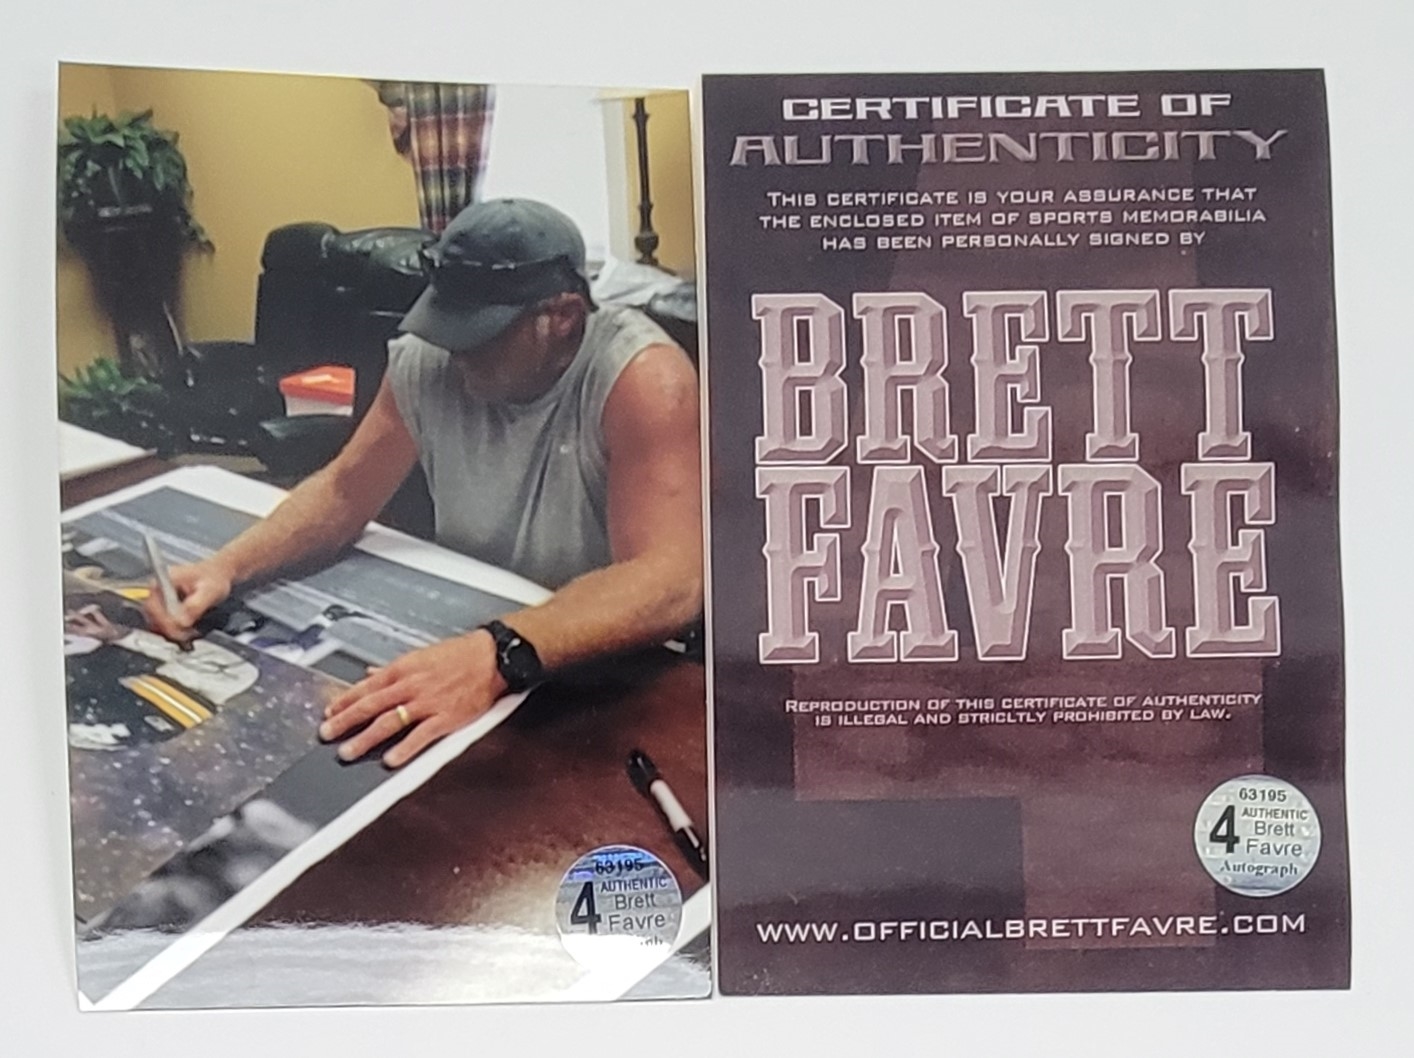 63195
4 AUTHENTIC
Brett
Favre
CERTIFICATE OF
AUTHENTICITY
THIS CERTIFICATE IS YOUR ASSURANCE THAT
THE ENCLOSED ITEM OF SPORTS MEMORABILIA
HAS BEEN PERSONALLY SIGNED BY
BRETT
FAVRE
REPRODUCTION OF THIS CERTIFICATE OF AUTHENTICITY
IS ILLEGAL AND STRICTLY PROHIBITED BY LAW.
63195
4 AUTHENTIC
Brett
Favre
Autograph
WWW.OFFICIALBRETTFAVRE.COM